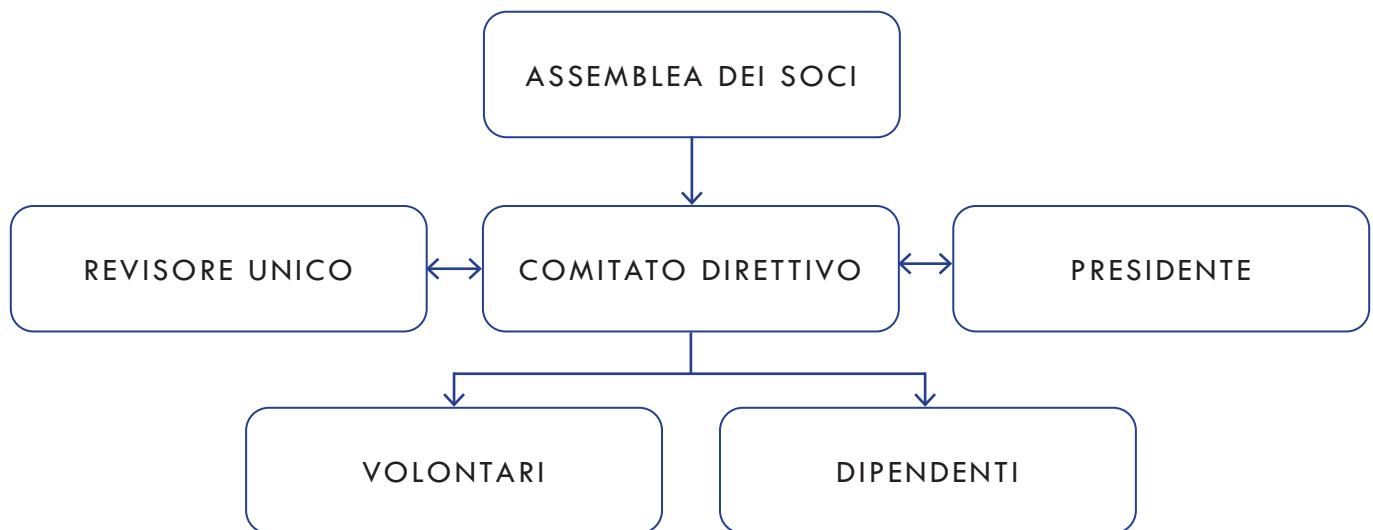 ASSEMBLEA DEI SOCI
REVISORE UNICO
COMITATO DIRETTIVO
PRESIDENTE
VOLONTARI
DIPENDENTI